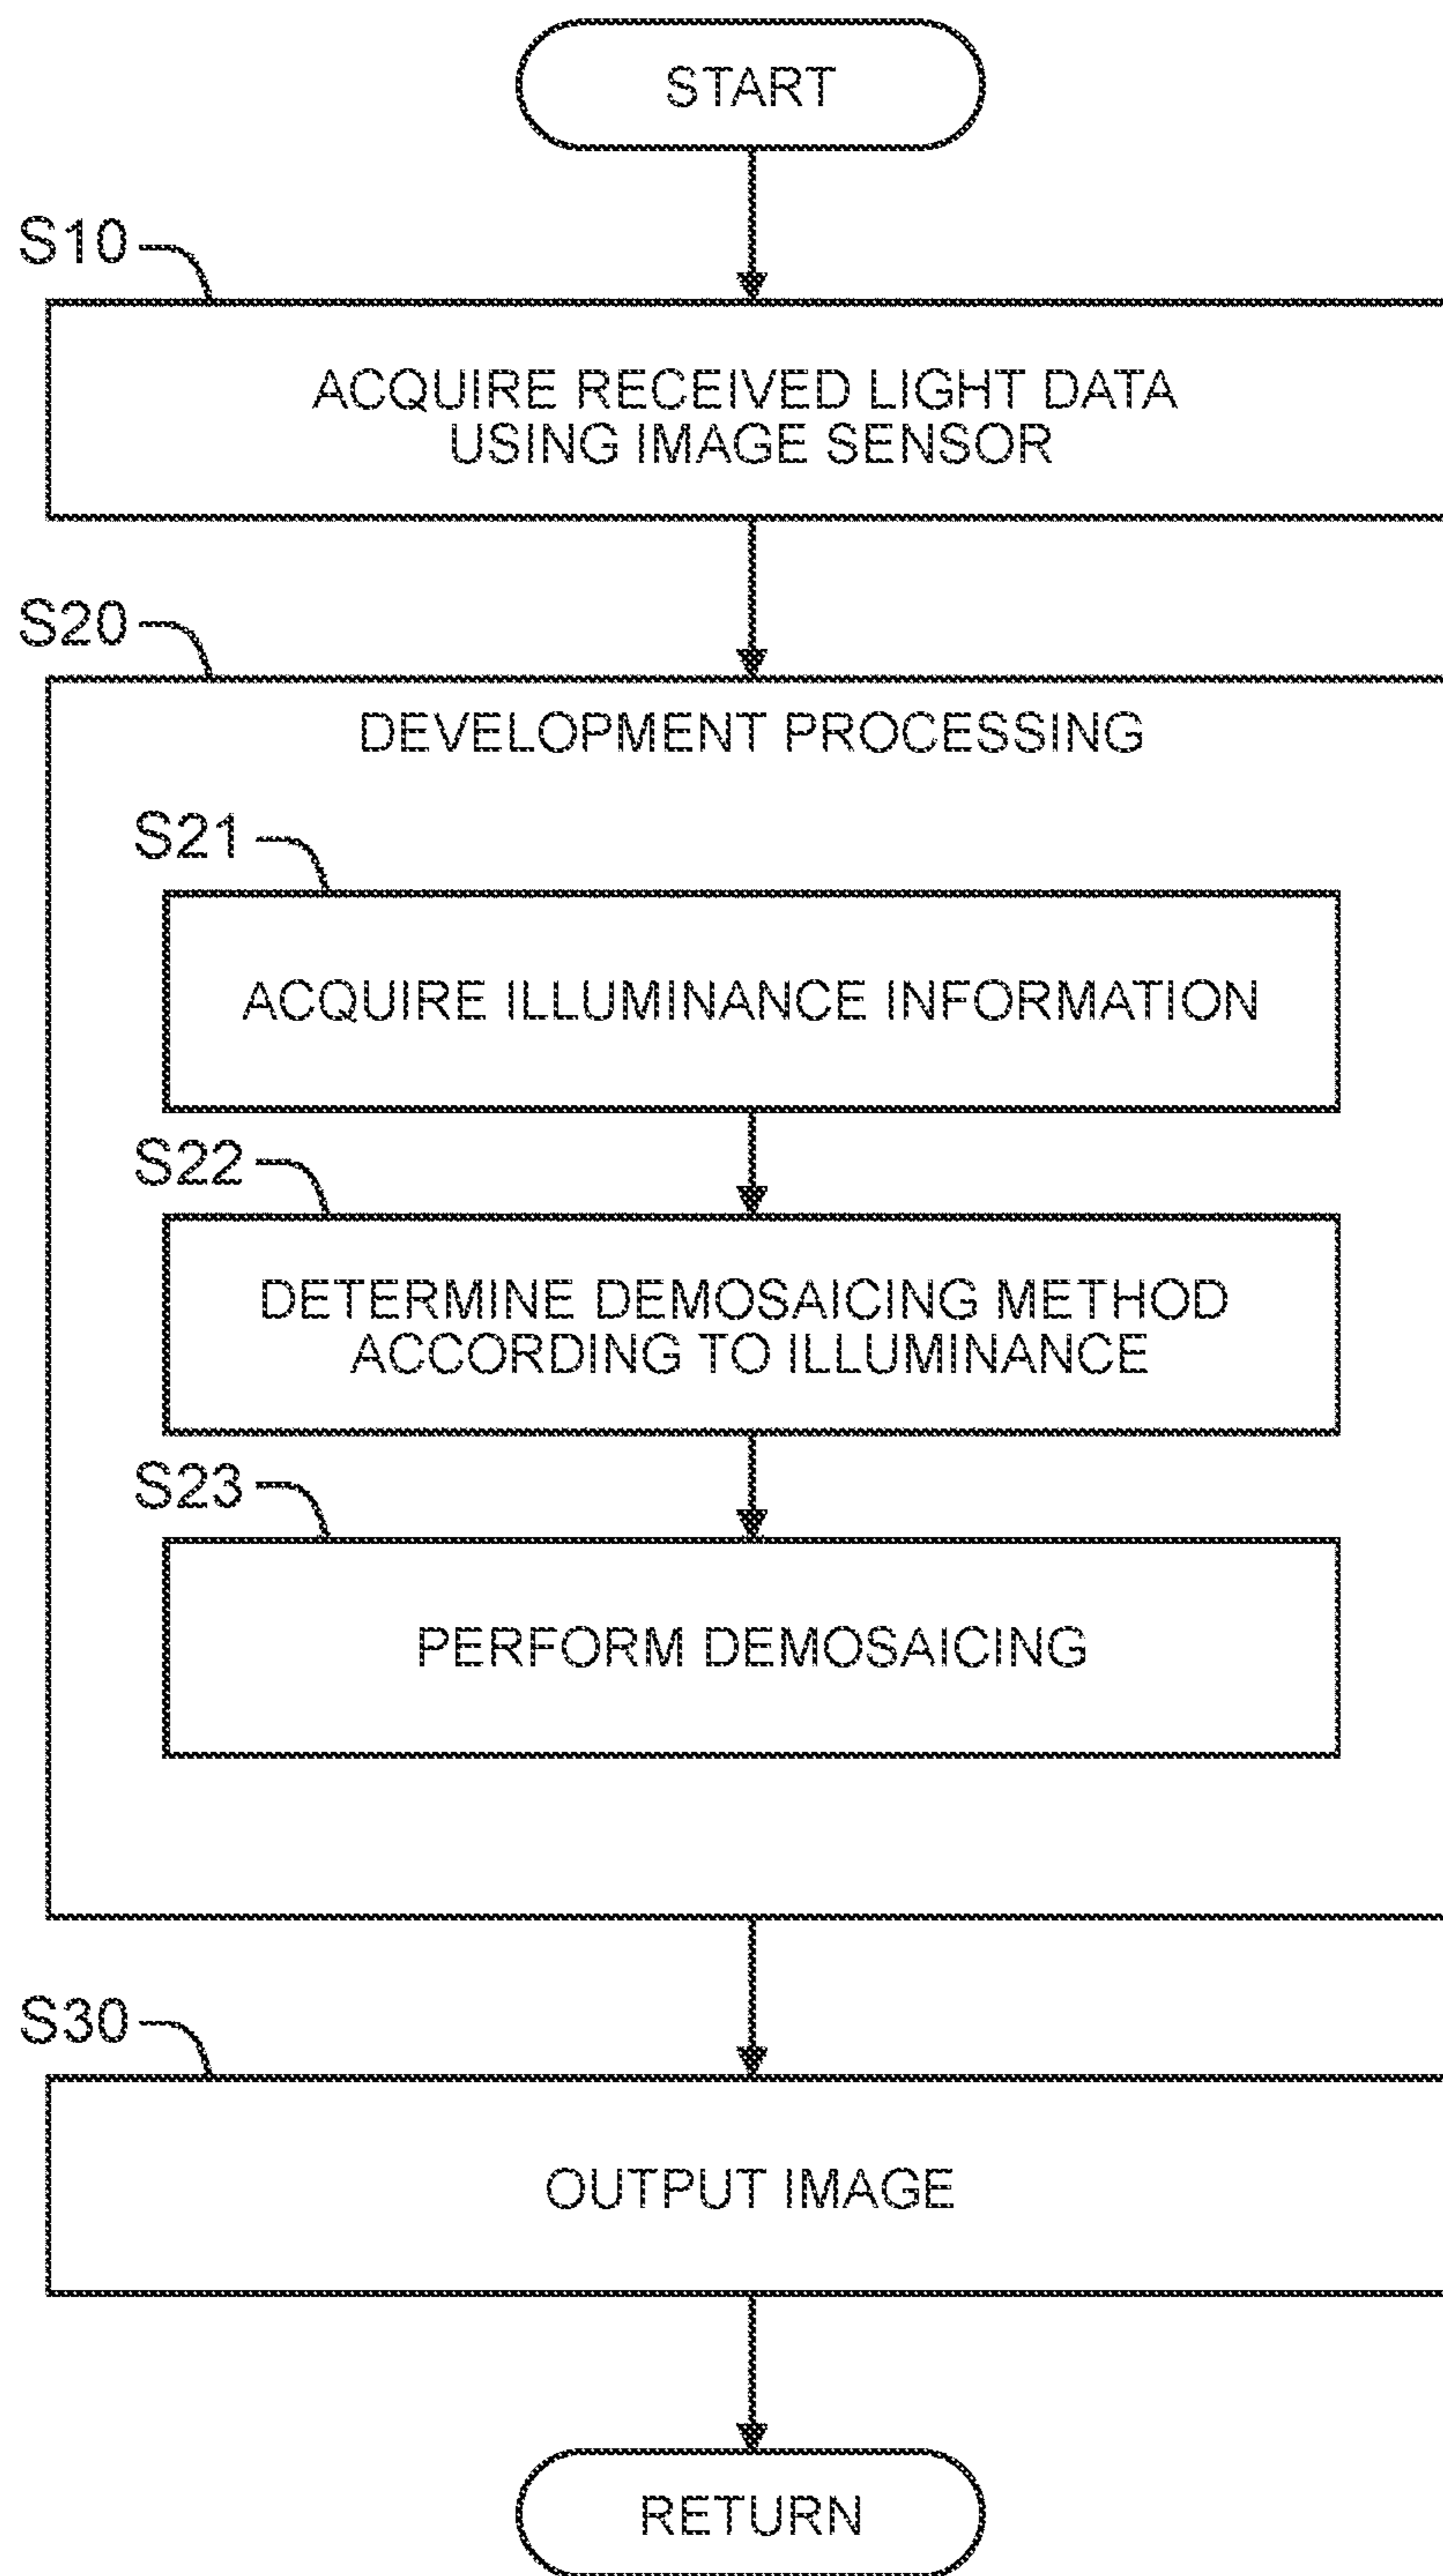 START
S10
ACQUIRE RECEIVED LIGHT DATA
USING IMAGE SENSOR
S20
DEVELOPMENT PROCESSING
S21
ACQUIRE ILLUMINANCE INFORMATION
S22
DETERMINE DEMOSAICING METHOD
ACCORDING TO ILLUMINANCE
S23
PERFORM DEMOSAICING
S30
OUTPUT IMAGE
RETURN